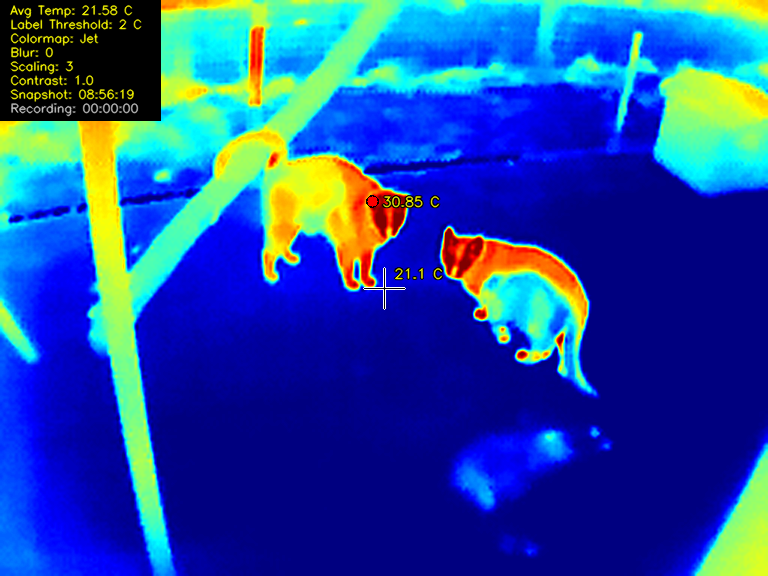 Avg Temp: 21.58 C
Label Threshold: 2 C
Colormap: Jet
Blur: 0
Scaling: 3
Contrast: 1.0
Snapshot: 08:56:19
Recording: 00:00:00
30.85 C
21.1 C